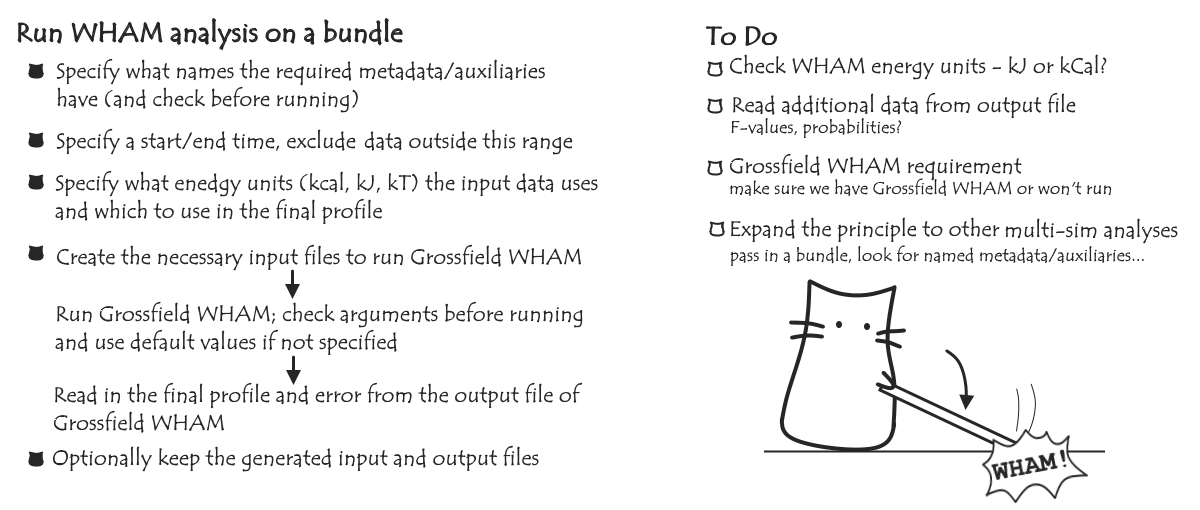 Run WHAM analysis on a bundle
Specify what names the required metadata/auxiliaries
have (and check before running)
Specify a start/end time, exclude data outside this range
Specify what enedgy units (kcal, kJ, kT) the input data uses
and which to use in the final profile
Create the necessary input files to run Grossfield WHAM
Run Grossfield WHAM; check arguments before running
and use default values if not specified
Read in the final profile and error from the output file of
Grossfield WHAM
Optionally keep the generated input and output files
To Do
Check WHAM energy units - kJ or kCal?
Read additional data from output file
F-values, probabilities?
Grossfield WHAM requirement
make sure we have Grossfield WHAM or won't run
Expand the principle to other multi-sim analyses
pass in a bundle, look for named metadata/auxiliaries...
WHAM!